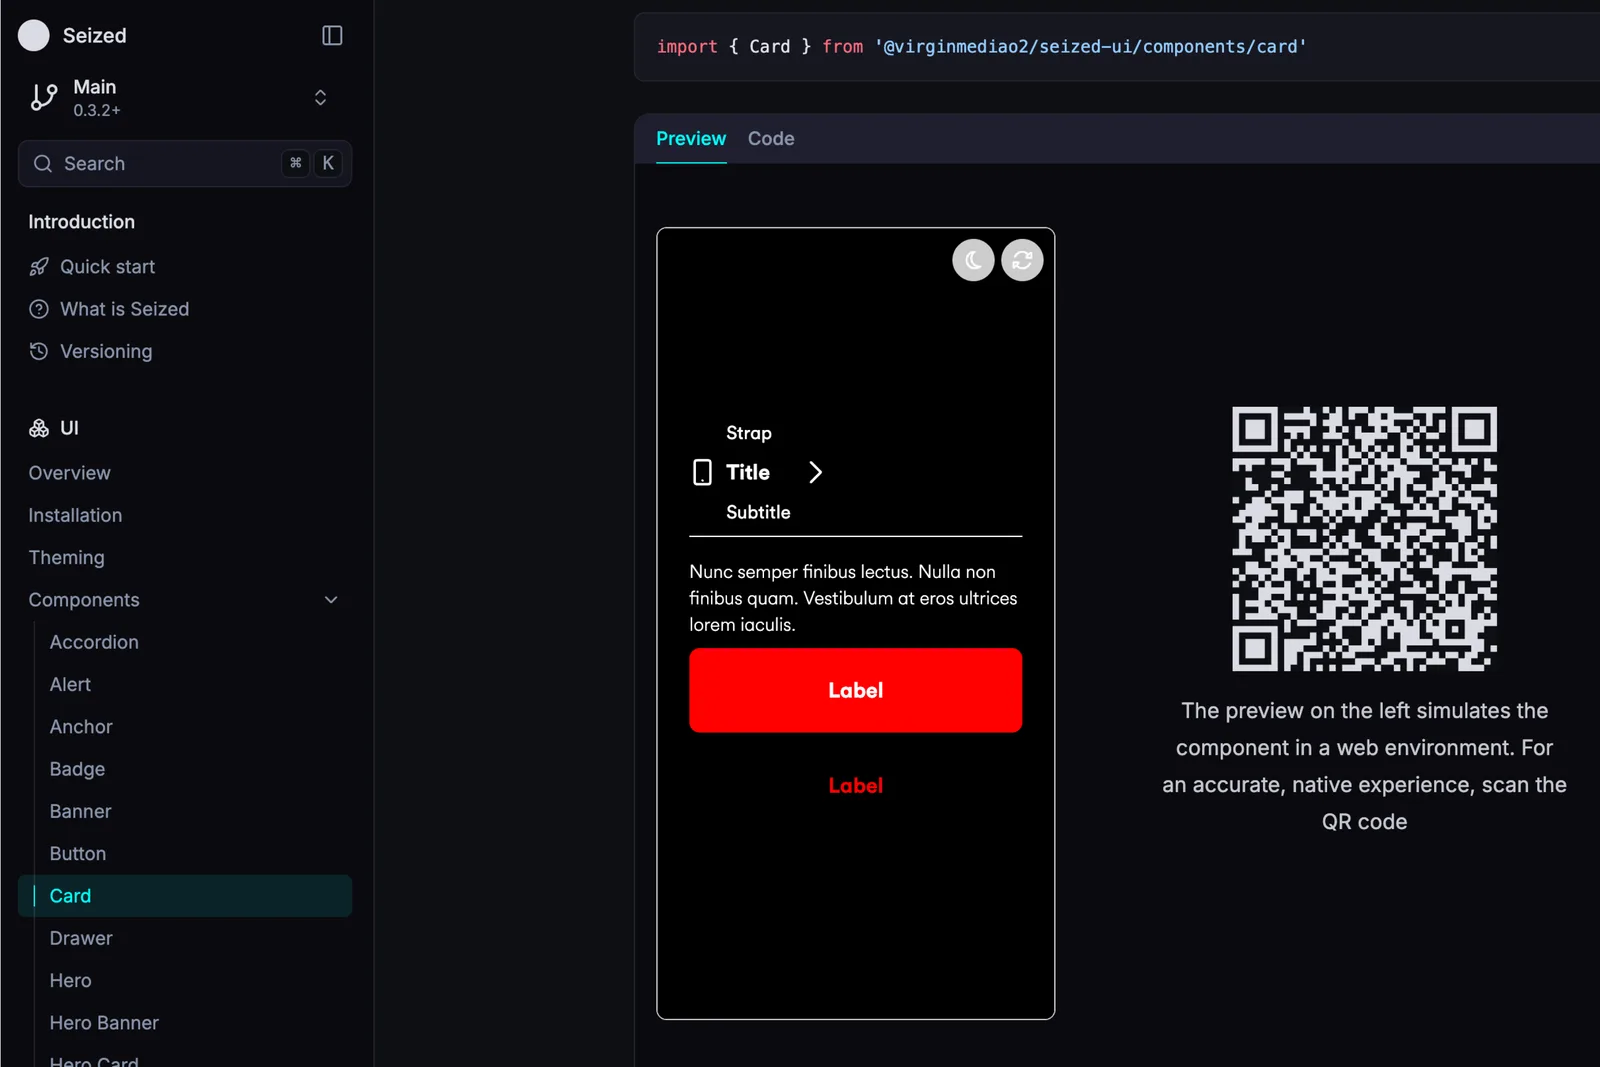 Seized
Main
0.3.2+
Search
⌘ K
Introduction
Quick start
What is Seized
Versioning
UI
Overview
Installation
Theming
Components
Accordion
Alert
Anchor
Badge
Banner
Button
Card
Drawer
Hero
Hero Banner
Hero Card
import { Card } from '@virginmediao2/seized-ui/components/card'
Preview Code
Strap
Title
Subtitle
Nunc semper finibus lectus. Nulla non
finibus quam. Vestibulum at eros ultrices
lorem iaculis.
Label
Label
The preview on the left simulates the
component in a web environment. For
an accurate, native experience, scan the
QR code